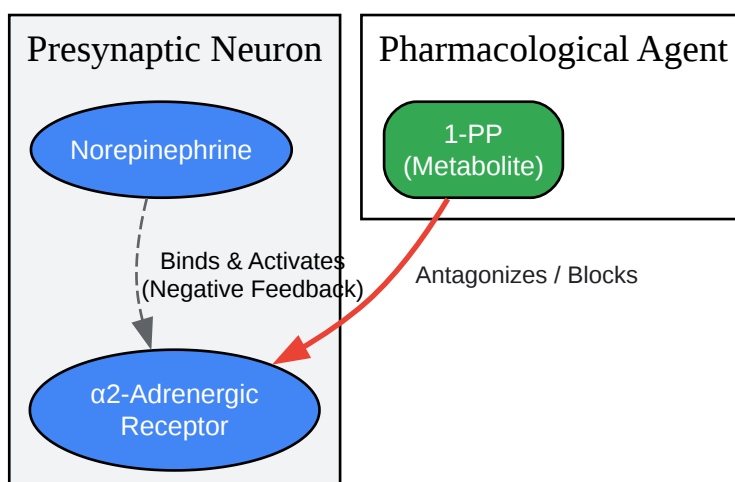 Presynaptic Neuron
Pharmacological Agent
Norepinephrine
1-PP
(Metabolite)
Binds & Activates
(Negative Feedback)
Antagonizes / Blocks
α2-Adrenergic
Receptor